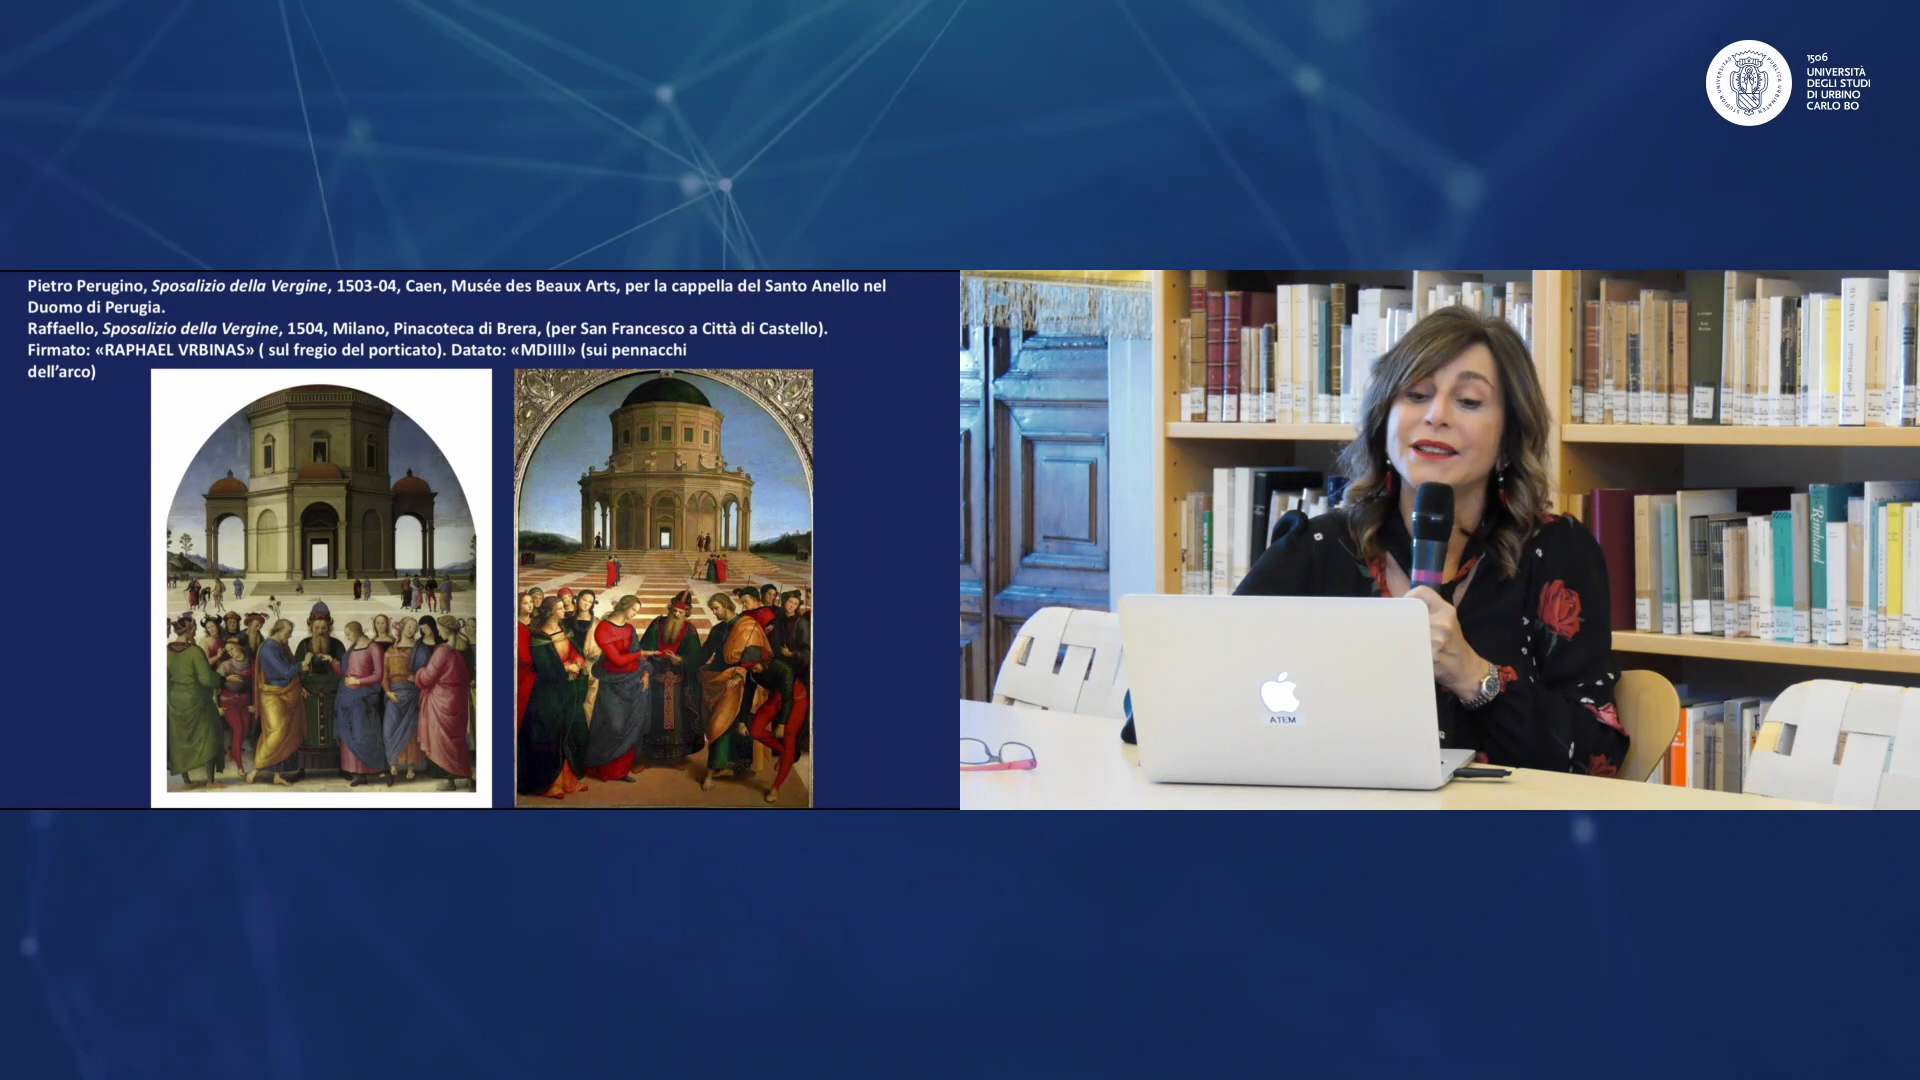 1506
UNIVERSITÀ
DEGLI STUDI
DI URBINO
CARLO BO
Pietro Perugino, Sposalizio della Vergine, 1503-04, Caen, Musée des Beaux Arts, per la cappella del Santo Anello nel
Duomo di Perugia.
Raffaello, Sposalizio della Vergine, 1504, Milano, Pinacoteca di Brera, (per San Francesco a Città di Castello).
Firmato: «RAPHAEL VRBINAS» ( sul fregio del porticato). Datato: «MDIIII» (sui pennacchi
dell’arco)
ATEM
Rimbaud